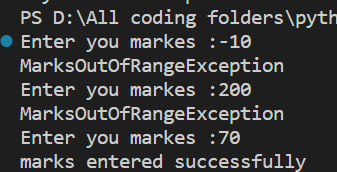 PS D:\All coding folders\pyth
Enter you markes :-10
MarksOutOfRangeException
Enter you markes :200
MarksOutOfRangeException
Enter you markes :70
marks entered successfully